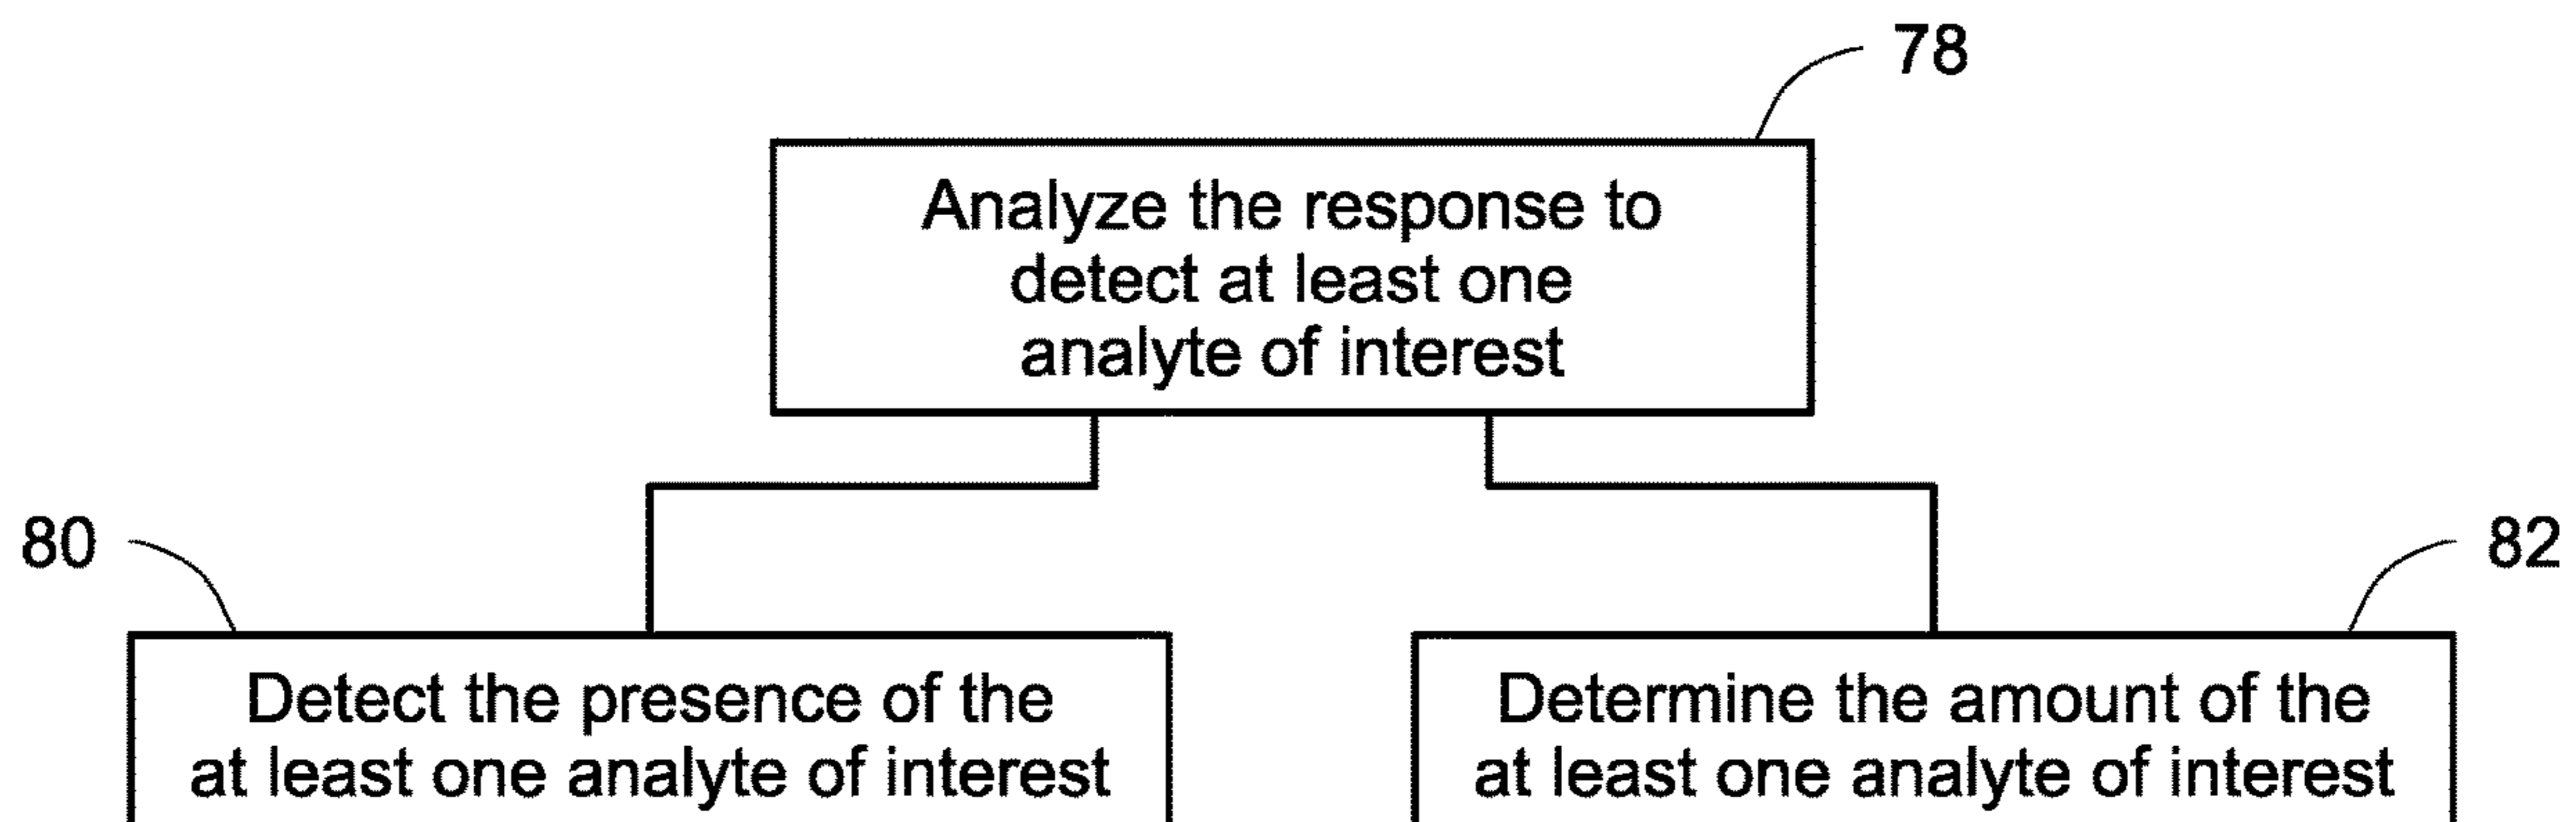 78
Analyze the response to
detect at least one
analyte of interest
80
82
Detect the presence of the
at least one analyte of interest
Determine the amount of the
at least one analyte of interest